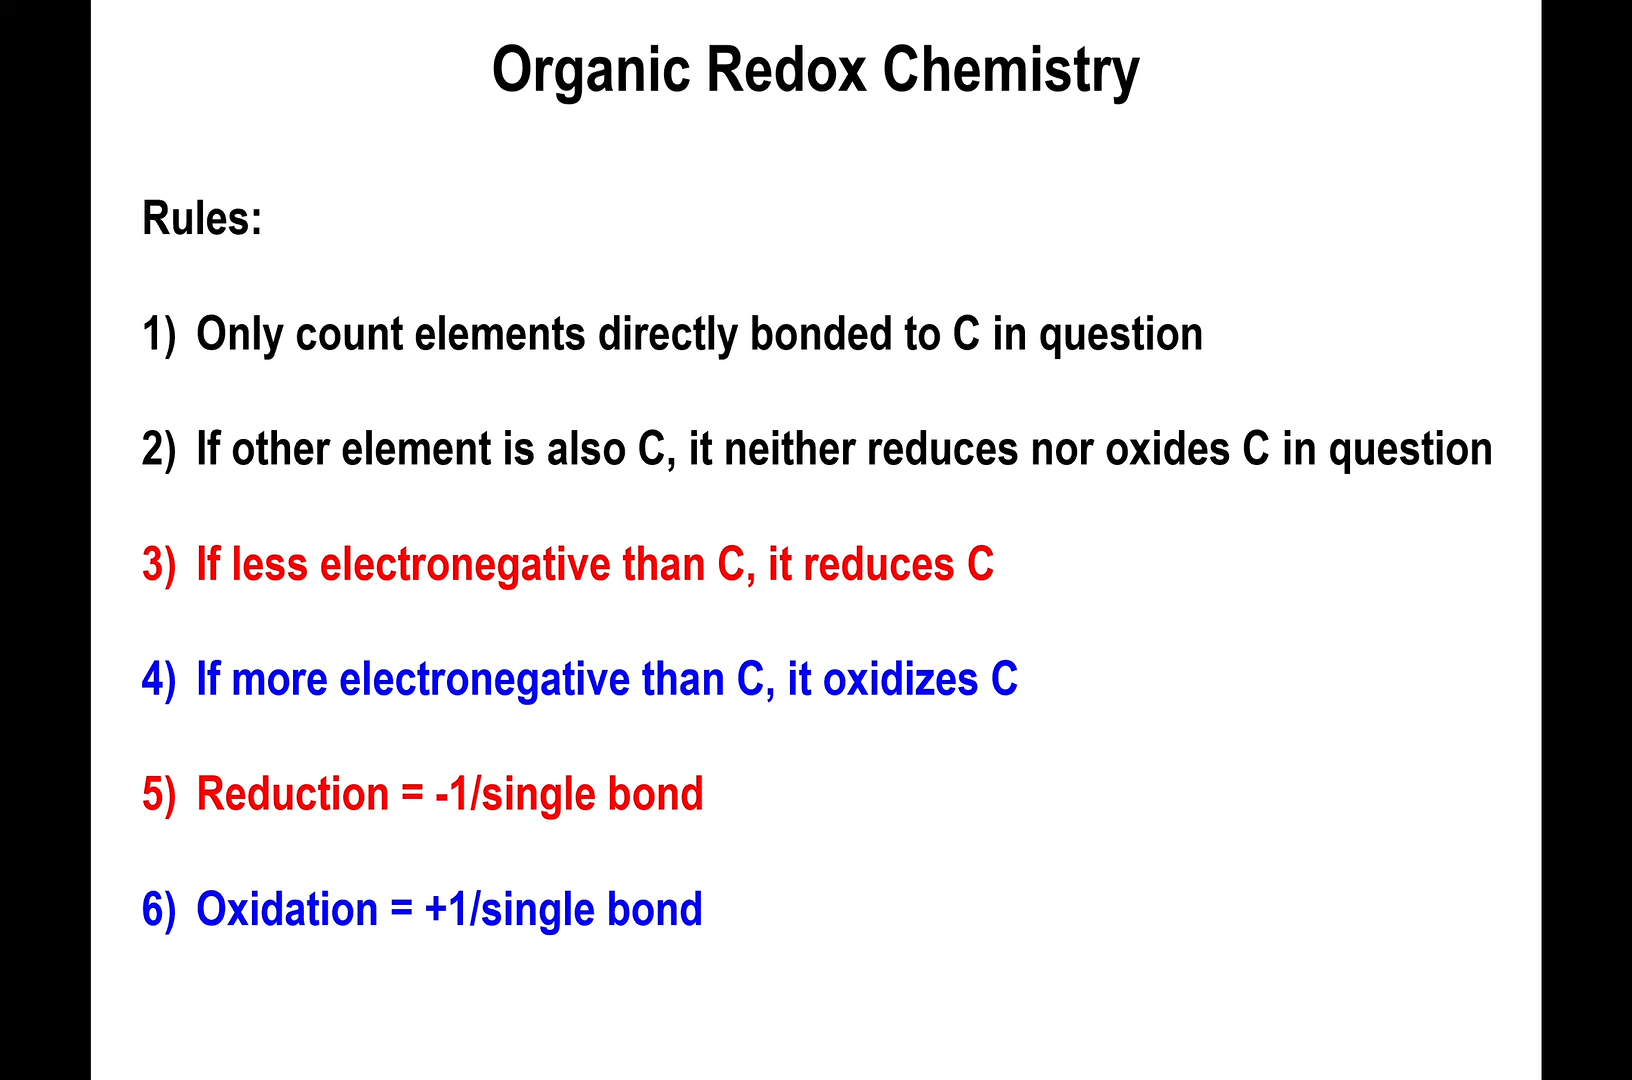 Organic Redox Chemistry
Rules:
1) Only count elements directly bonded to C in question
2) If other element is also C, it neither reduces nor oxides C in question
3) If less electronegative than C, it reduces C
4) If more electronegative than C, it oxidizes C
5) Reduction = -1/single bond
6) Oxidation = +1/single bond